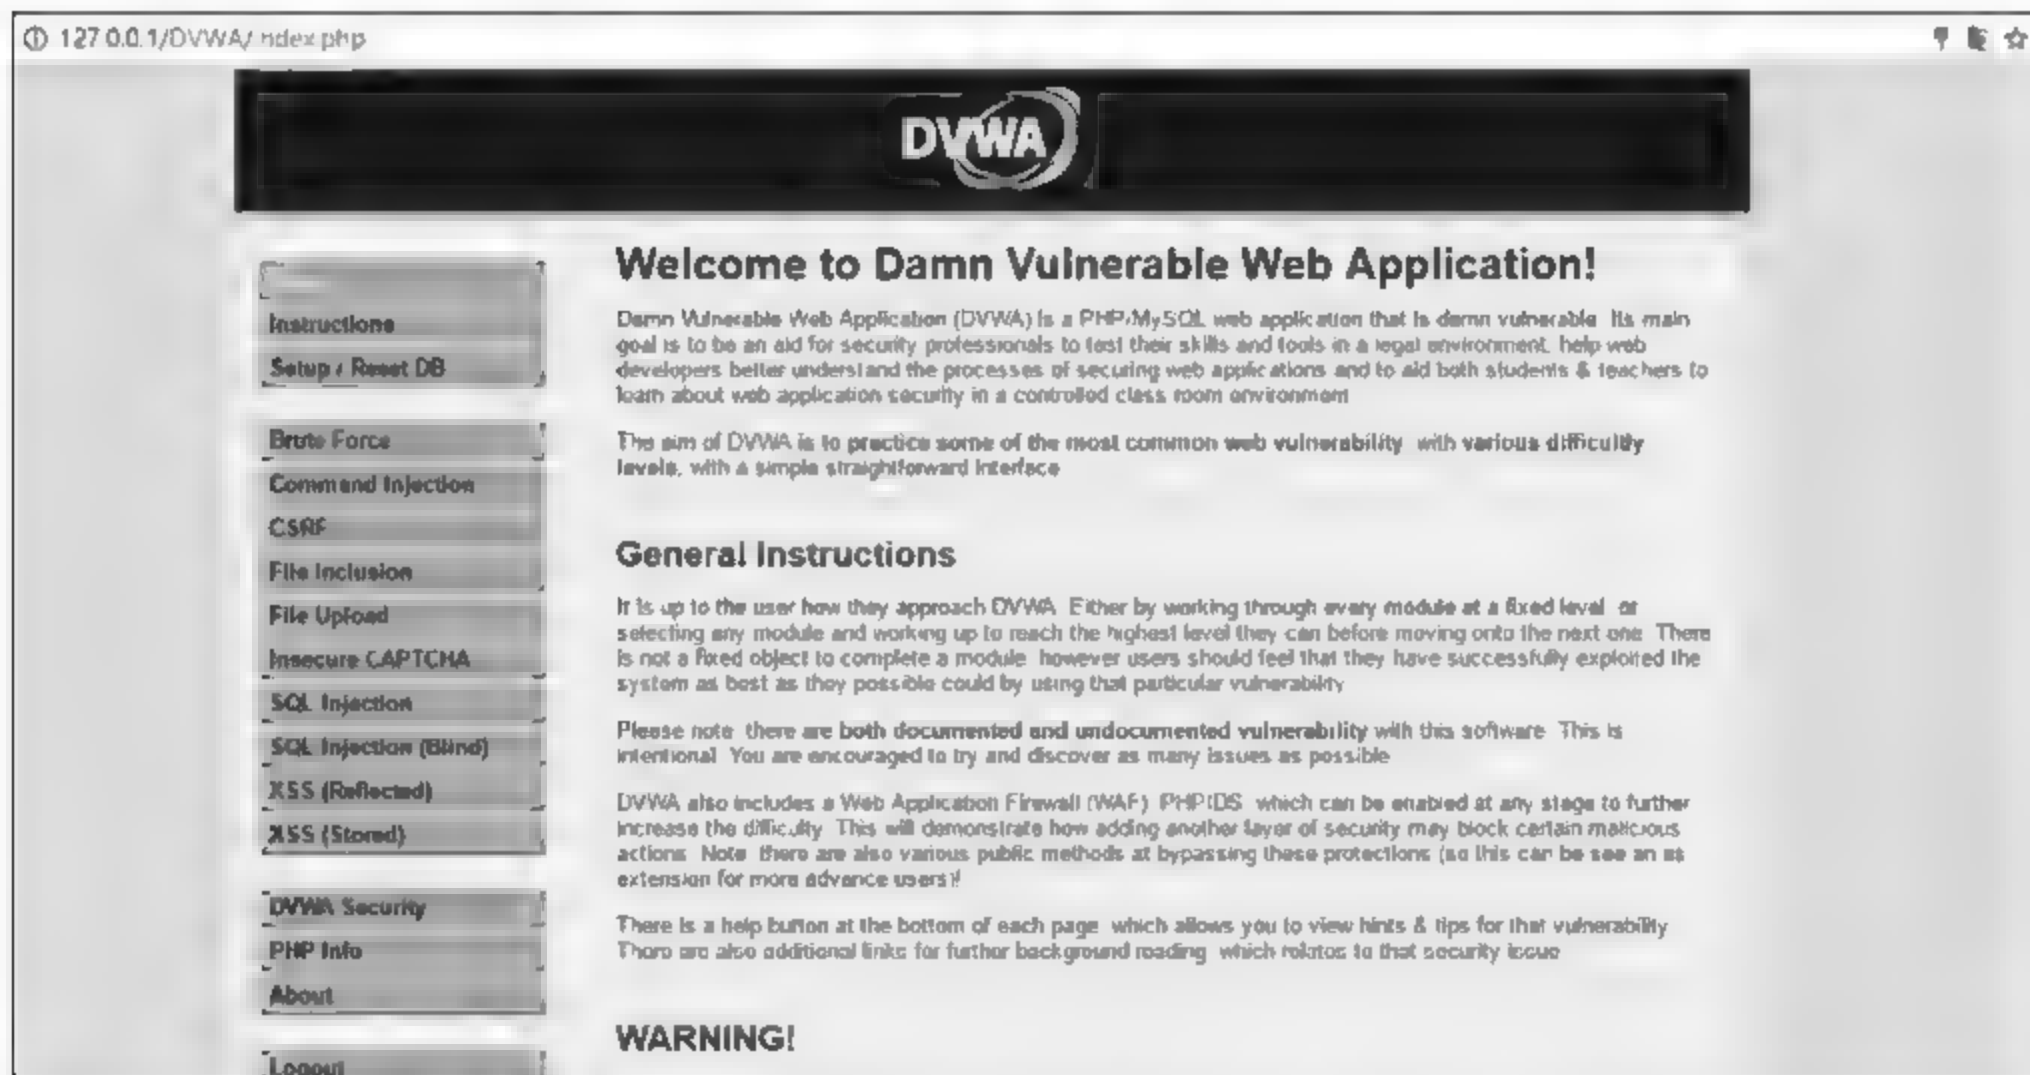 127.0.0.1/DVWA/index.php
DVWA
Instructions
Setup / Reset DB
Brute Force
Command Injection
CSRF
File Inclusion
File Upload
Insecure CAPTCHA
SQL Injection
SQL Injection (Blind)
XSS (Reflected)
XSS (Stored)
DVWA Security
PHP Info
About
Logout
Welcome to Damn Vulnerable Web Application!
Damn Vulnerable Web Application (DVWA) is a PHP/MySQL web application that is damn vulnerable. Its main
goal is to be an aid for security professionals to test their skills and tools in a legal environment, help web
developers better understand the processes of securing web applications and to aid both students & teachers to
learn about web application security in a controlled class room environment.
The aim of DVWA is to practice some of the most common web vulnerability, with various difficultly
levels, with a simple straightforward interface.
General Instructions
It is up to the user how they approach DVWA. Either by working through every module at a fixed level, or
selecting any module and working up to reach the highest level they can before moving onto the next one. There
is not a fixed object to complete a module; however users should feel that they have successfully exploited the
system as best as they possible could by using that particular vulnerability.
Please note, there are both documented and undocumented vulnerability with this software. This is
intentional. You are encouraged to try and discover as many issues as possible.
DVWA also includes a Web Application Firewall (WAF), PHPIDS, which can be enabled at any stage to further
increase the difficulty. This will demonstrate how adding another layer of security may block certain malicious
actions. Note, there are also various public methods at bypassing these protections (so this can be see an as
extension for more advance users)!
There is a help button at the bottom of each page, which allows you to view hints & tips for that vulnerability.
There are also additional links for further background reading, which relates to that security issue.
WARNING!